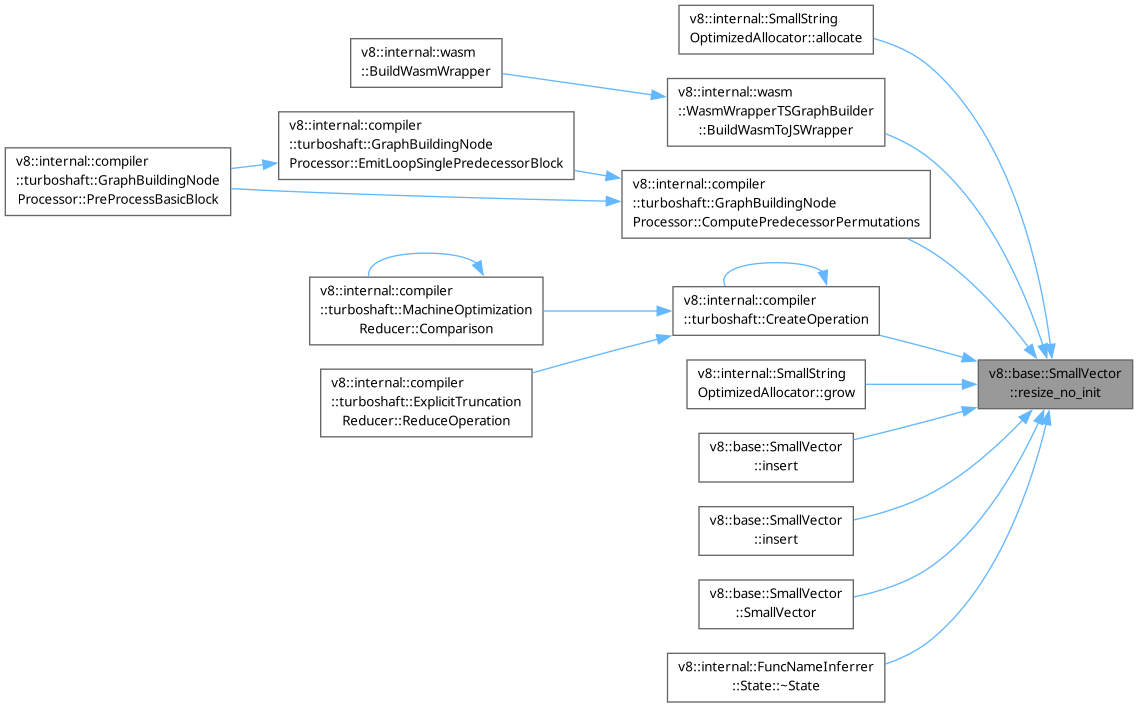 v8::internal::SmallString
OptimizedAllocator::allocate
v8::internal::wasm
::BuildWasmWrapper
v8::internal::wasm
::WasmWrapperTSGraphBuilder
::BuildWasmToJSWrapper
v8::internal::compiler
::turboshaft::GraphBuildingNode
Processor::EmitLoopSinglePredecessorBlock
v8::internal::compiler
::turboshaft::GraphBuildingNode
Processor::PreProcessBasicBlock
v8::internal::compiler
::turboshaft::GraphBuildingNode
Processor::ComputePredecessorPermutations
v8::internal::compiler
::turboshaft::MachineOptimization
Reducer::Comparison
v8::internal::compiler
::turboshaft::CreateOperation
v8::internal::compiler
::turboshaft::ExplicitTruncation
Reducer::ReduceOperation
v8::internal::SmallString
OptimizedAllocator::grow
v8::base::SmallVector
::resize_no_init
v8::base::SmallVector
::insert
v8::base::SmallVector
::insert
v8::base::SmallVector
::SmallVector
v8::internal::FuncNameInferrer
::State::~State